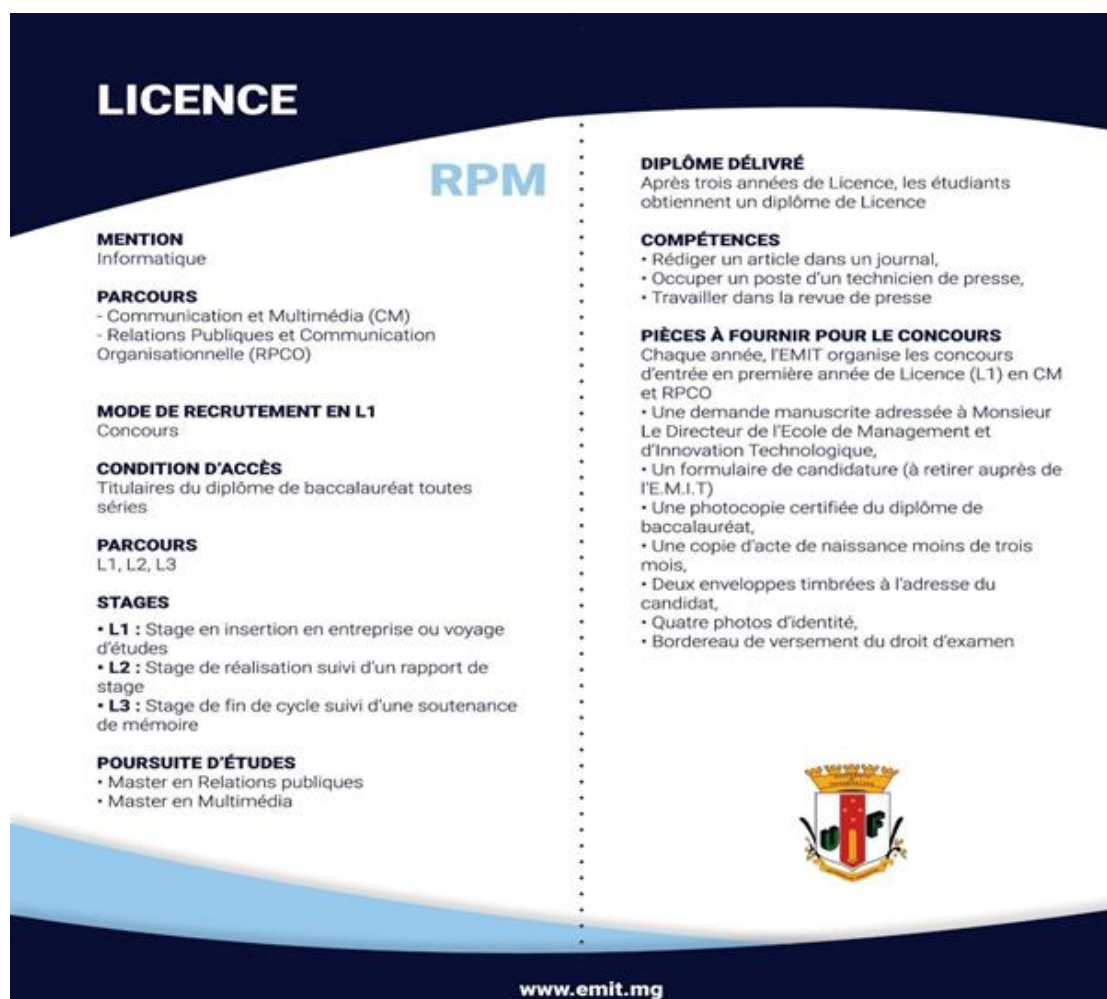 LICENCE
RPM
MENTION
Informatique
PARCOURS
- Communication et Multimédia (CM)
- Relations Publiques et Communication
Organisationnelle (RPCO)
MODE DE RECRUTEMENT EN L1
Concours
CONDITION D'ACCÈS
Titulaires du diplôme de baccalauréat toutes
séries
PARCOURS
L1, L2, L3
STAGES
• L1 : Stage en insertion en entreprise ou voyage
d'études
• L2 : Stage de réalisation suivi d'un rapport de
stage
• L3 : Stage de fin de cycle suivi d'une soutenance
de mémoire
POURSUITE D'ÉTUDES
• Master en Relations publiques
• Master en Multimédia
DIPLÔME DÉLIVRÉ
Après trois années de Licence, les étudiants
obtiennent un diplôme de Licence
COMPÉTENCES
• Rédiger un article dans un journal,
• Occuper un poste d'un technicien de presse,
• Travailler dans la revue de presse
PIÈCES À FOURNIR POUR LE CONCOURS
Chaque année, l'EMIT organise les concours
d'entrée en première année de Licence (L1) en CM
et RPCO
• Une demande manuscrite adressée à Monsieur
Le Directeur de l'Ecole de Management et
d'Innovation Technologique,
• Un formulaire de candidature (à retirer auprès de
l'E.M.I.T)
• Une photocopie certifiée du diplôme de
baccalauréat,
• Une copie d'acte de naissance moins de trois
mois,
• Deux enveloppes timbrées à l'adresse du
candidat,
• Quatre photos d'identité,
• Bordereau de versement du droit d'examen
U F
www.emit.mg